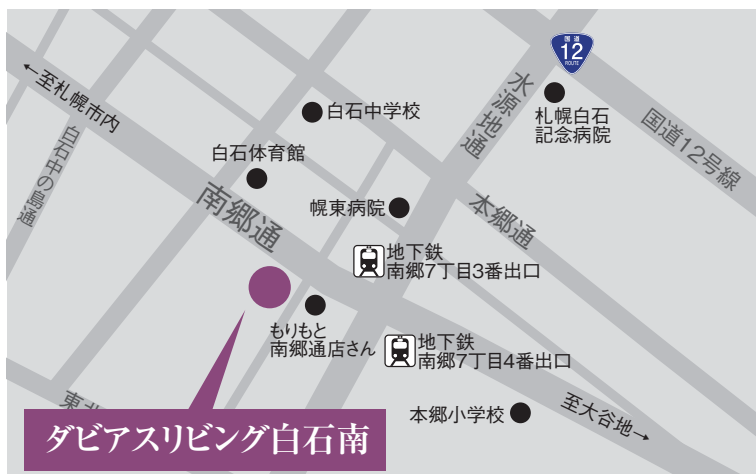 国道
12
ROUTE
←至札幌市内
水源地通
白石中学校
札幌白石
記念病院
国道12号線
白石中の島通
白石体育館
南郷通
幌東病院
本郷通
地下鉄
南郷7丁目3番出口
もりもと
南郷通店さん
地下鉄
南郷7丁目4番出口
東北
本郷小学校
至大谷地→
ダビアスリビング白石南